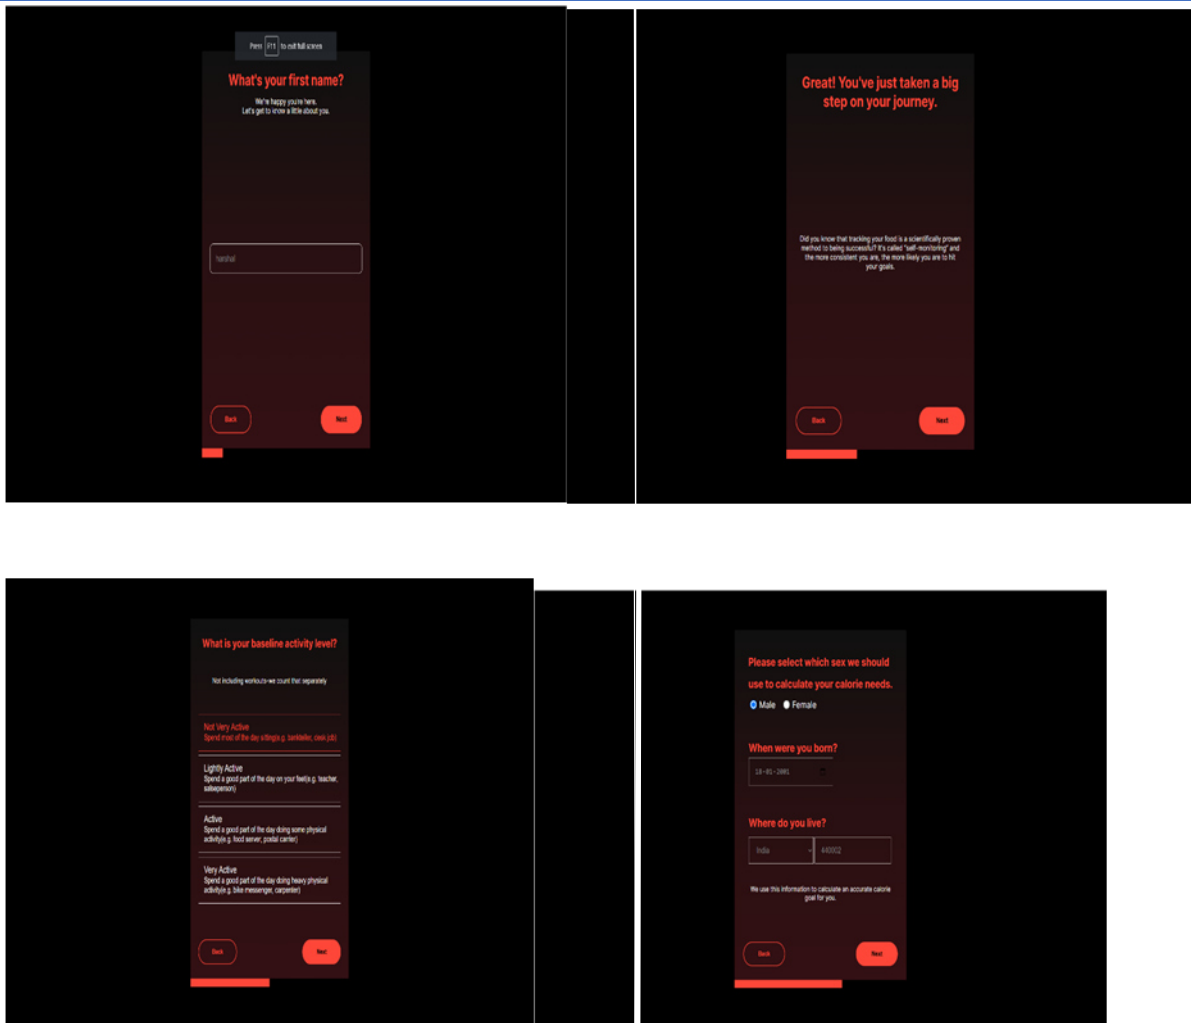 Press F11 to exit full screen
What's your first name?
We're happy you're here.
Let's get to know a little about you.
harshal
Back
Next
Great! You've just taken a big
step on your journey.
Did you know that tracking your food is a scientifically proven
method to being successful? It's called "self-monitoring" and
the more consistent you are, the more likely you are to hit
your goals.
Back
Next
What is your baseline activity level?
Not including workouts-we count that separately
Not Very Active
Spend most of the day sitting(e.g. bankteller, desk job)
Lightly Active
Spend a good part of the day on your feet(e.g. teacher,
salseperson)
Active
Spend a good part of the day doing some physical
activity(e.g. food server, postal carrier)
Very Active
Spend a good part of the day doing heavy physical
activity(e.g. bike messenger, carpenter)
Back
Next
Please select which sex we should
use to calculate your calorie needs.
Male Female
When were you born?
18-01-2001
Where do you live?
India 440002
We use this information to calculate an accurate calorie
goal for you.
Back
Next